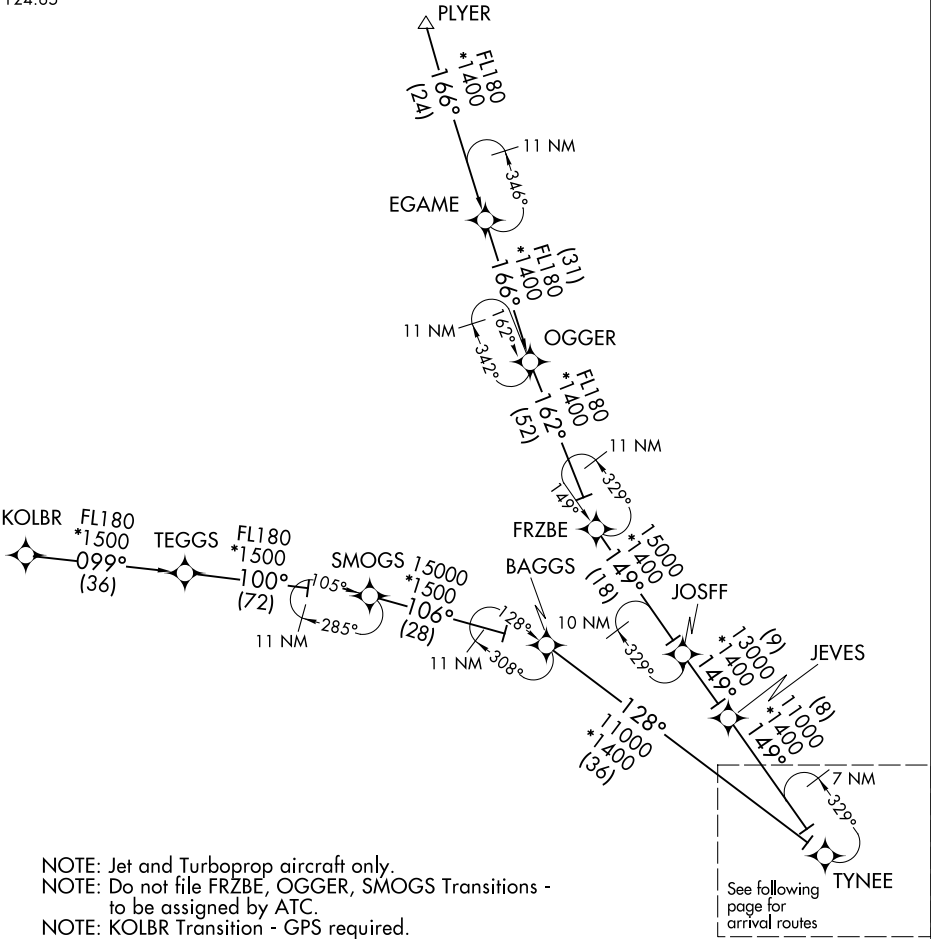 PLYER
FL180
*1400
166°
(24)
11 NM
346°
EGAME
(31)
FL180
*1400
166°
11 NM
162°
342°
OGGER
FL180
*1400
162°
(52)
11 NM
329°
149°
FRZBE
15000
*1400
149°
(18)
KOLBR
FL180
*1500
099°
(36)
TEGGS
FL180
*1500
100°
(72)
105°
285°
11 NM
SMOGS
15000
*1500
106°
(28)
BAGGS
128°
308°
11 NM
JOSFF
10 NM
329°
(9)
13000
*1400
149°
JEVES
(8)
11000
*1400
149°
128°
11000
*1400
(36)
7 NM
329°
TYNEE
See following
page for
arrival routes
NOTE: Jet and Turboprop aircraft only.
NOTE: Do not file FRZBE, OGGER, SMOGS Transitions -
to be assigned by ATC.
NOTE: KOLBR Transition - GPS required.